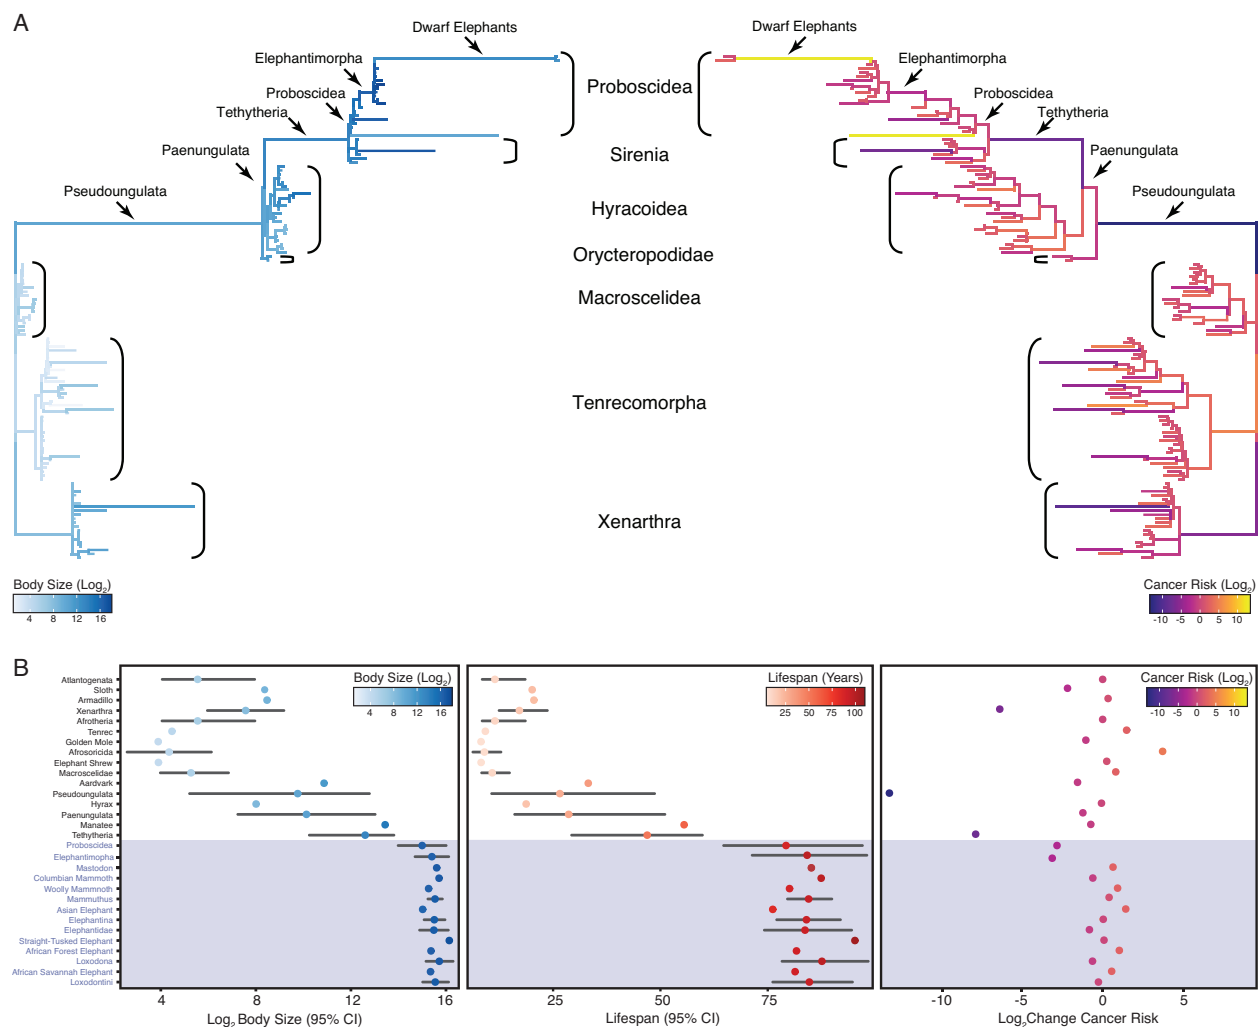 A
Dwarf Elephants
Dwarf Elephants
Elephantimorpha
Elephantimorpha
Proboscidea
Proboscidea
Proboscidea
Tethytheria
Tethytheria
Paenungulata
Sirenia
Paenungulata
Pseudoungulata
Hyracoidea
Pseudoungulata
Orycteropodidae
Macroscelidea
Tenrecomorpha
Xenarthra
Body Size (Log2)
4 8 12 16
Cancer Risk (Log2)
-10 -5 0 5 10
B
Atlantogenata
Sloth
Armadillo
Xenarthra
Afrotheria
Tenrec
Golden Mole
Afrosoricida
Elephant Shrew
Macroscelidae
Aardvark
Pseudoungulata
Hyrax
Paenungulata
Manatee
Tethytheria
Proboscidea
Elephantimopha
Mastodon
Columbian Mammoth
Woolly Mammnoth
Mammuthus
Asian Elephant
Elephantina
Elephantidae
Straight-Tusked Elephant
African Forest Elephant
Loxodona
African Savannah Elephant
Loxodontini
Body Size (Log2)
4 8 12 16
4 8 12 16
Log2 Body Size (95% CI)
Lifespan (Years)
25 50 75 100
25 50 75
Lifespan (95% CI)
Cancer Risk (Log2)
-10 -5 0 5 10
-10 -5 0 5
Log2Change Cancer Risk